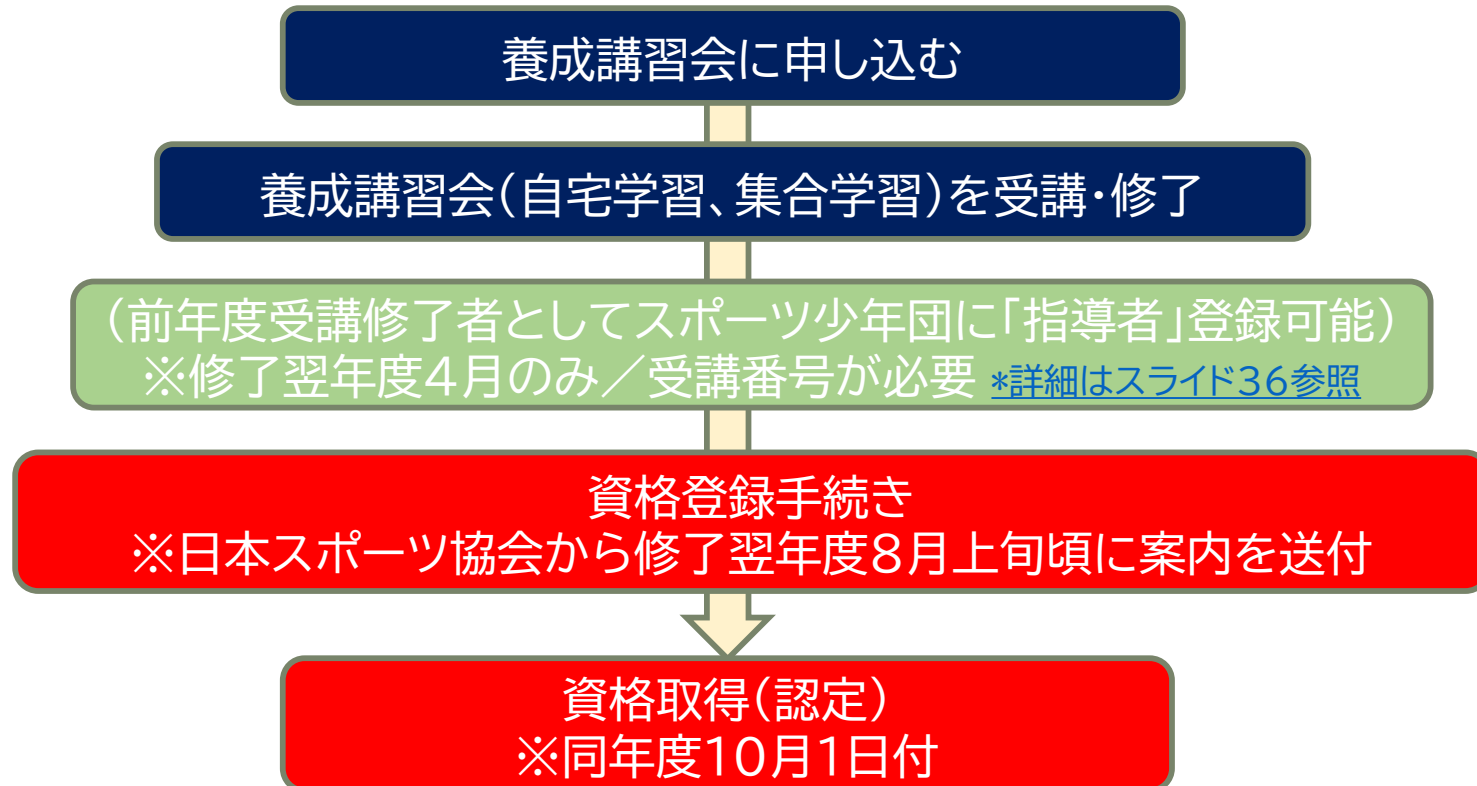 養成講習会に申し込む
養成講習会(自宅学習、集合学習)を受講・修了
(前年度受講修了者としてスポーツ少年団に「指導者」登録可能)
※修了翌年度4月のみ/受講番号が必要 *詳細はスライド36参照
資格登録手続き
※日本スポーツ協会から修了翌年度8月上旬頃に案内を送付
資格取得(認定)
※同年度10月1日付